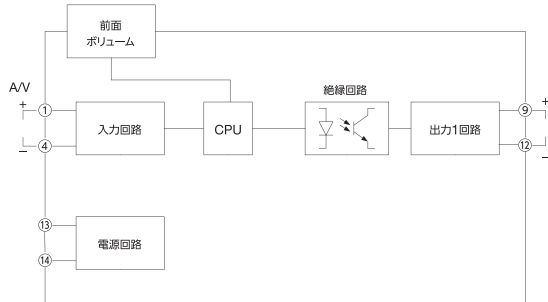 前面
ボリューム
A/V
絶縁回路
+
①
⑨
+
入力回路
CPU
出力1回路
−
④
⑫
−
⑬
電源回路
⑭